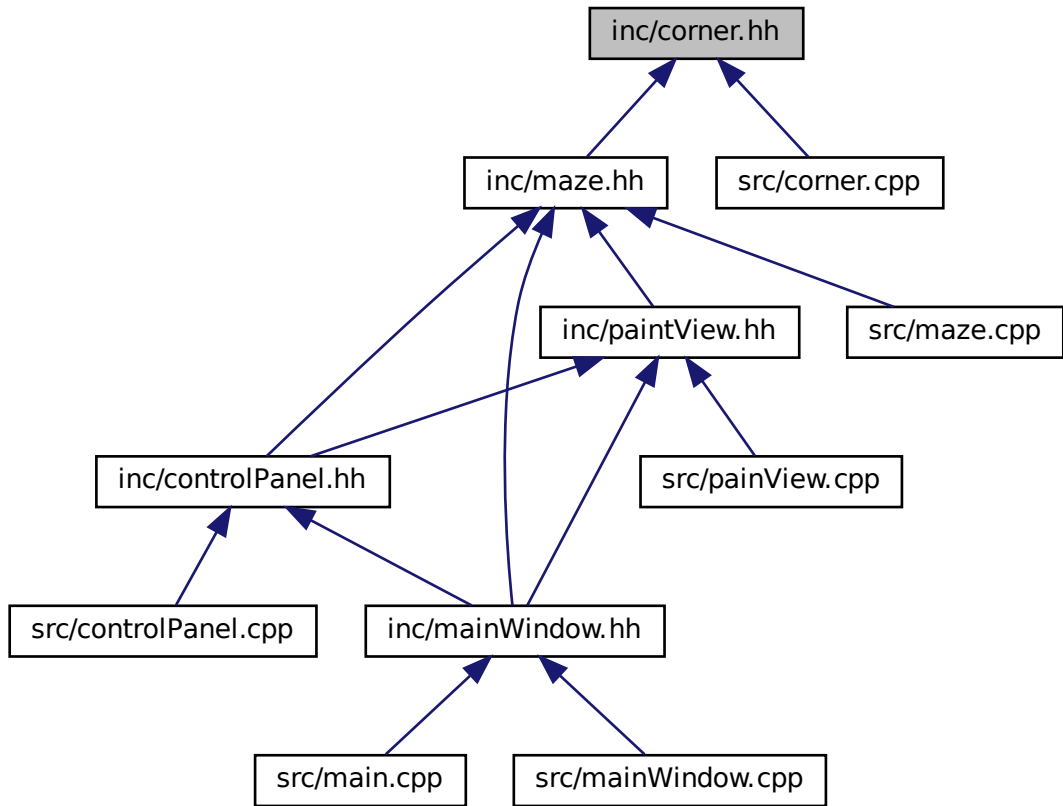 inc/corner.hh
inc/maze.hh
src/corner.cpp
inc/paintView.hh
src/maze.cpp
inc/controlPanel.hh
src/painView.cpp
src/controlPanel.cpp
inc/mainWindow.hh
src/main.cpp
src/mainWindow.cpp